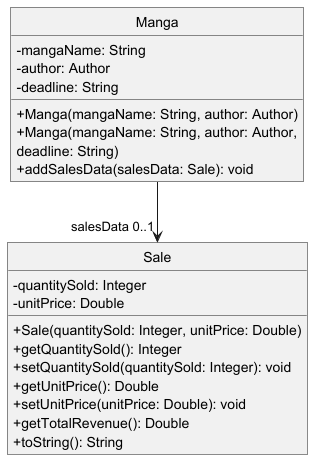 Manga
-mangaName: String
-author: Author
-deadline: String
+Manga(mangaName: String, author: Author)
+Manga(mangaName: String, author: Author,
deadline: String)
+addSalesData(salesData: Sale): void
salesData 0..1
Sale
-quantitySold: Integer
-unitPrice: Double
+Sale(quantitySold: Integer, unitPrice: Double)
+getQuantitySold(): Integer
+setQuantitySold(quantitySold: Integer): void
+getUnitPrice(): Double
+setUnitPrice(unitPrice: Double): void
+getTotalRevenue(): Double
+toString(): String